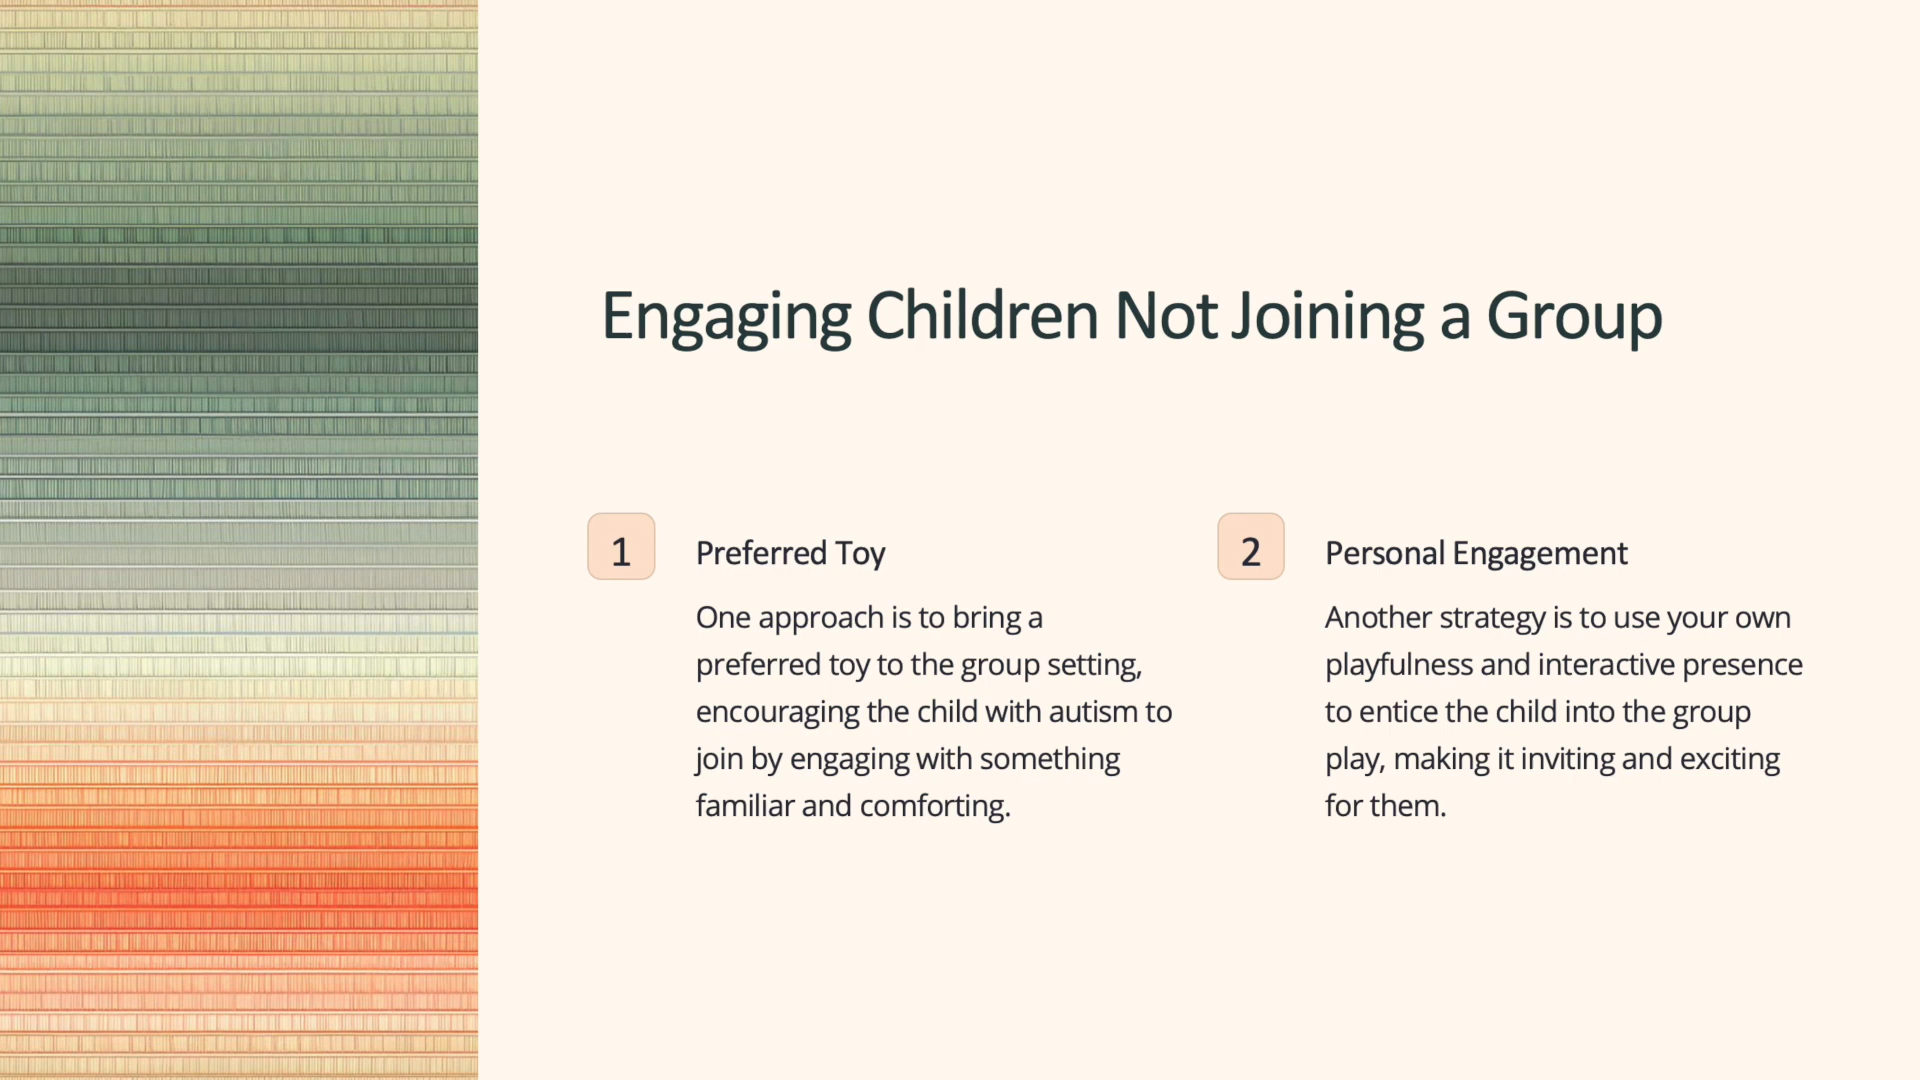 Engaging Children Not Joining a Group
1
Preferred Toy
One approach is to bring a
preferred toy to the group setting,
encouraging the child with autism to
join by engaging with something
familiar and comforting.
2
Personal Engagement
Another strategy is to use your own
playfulness and interactive presence
to entice the child into the group
play, making it inviting and exciting
for them.